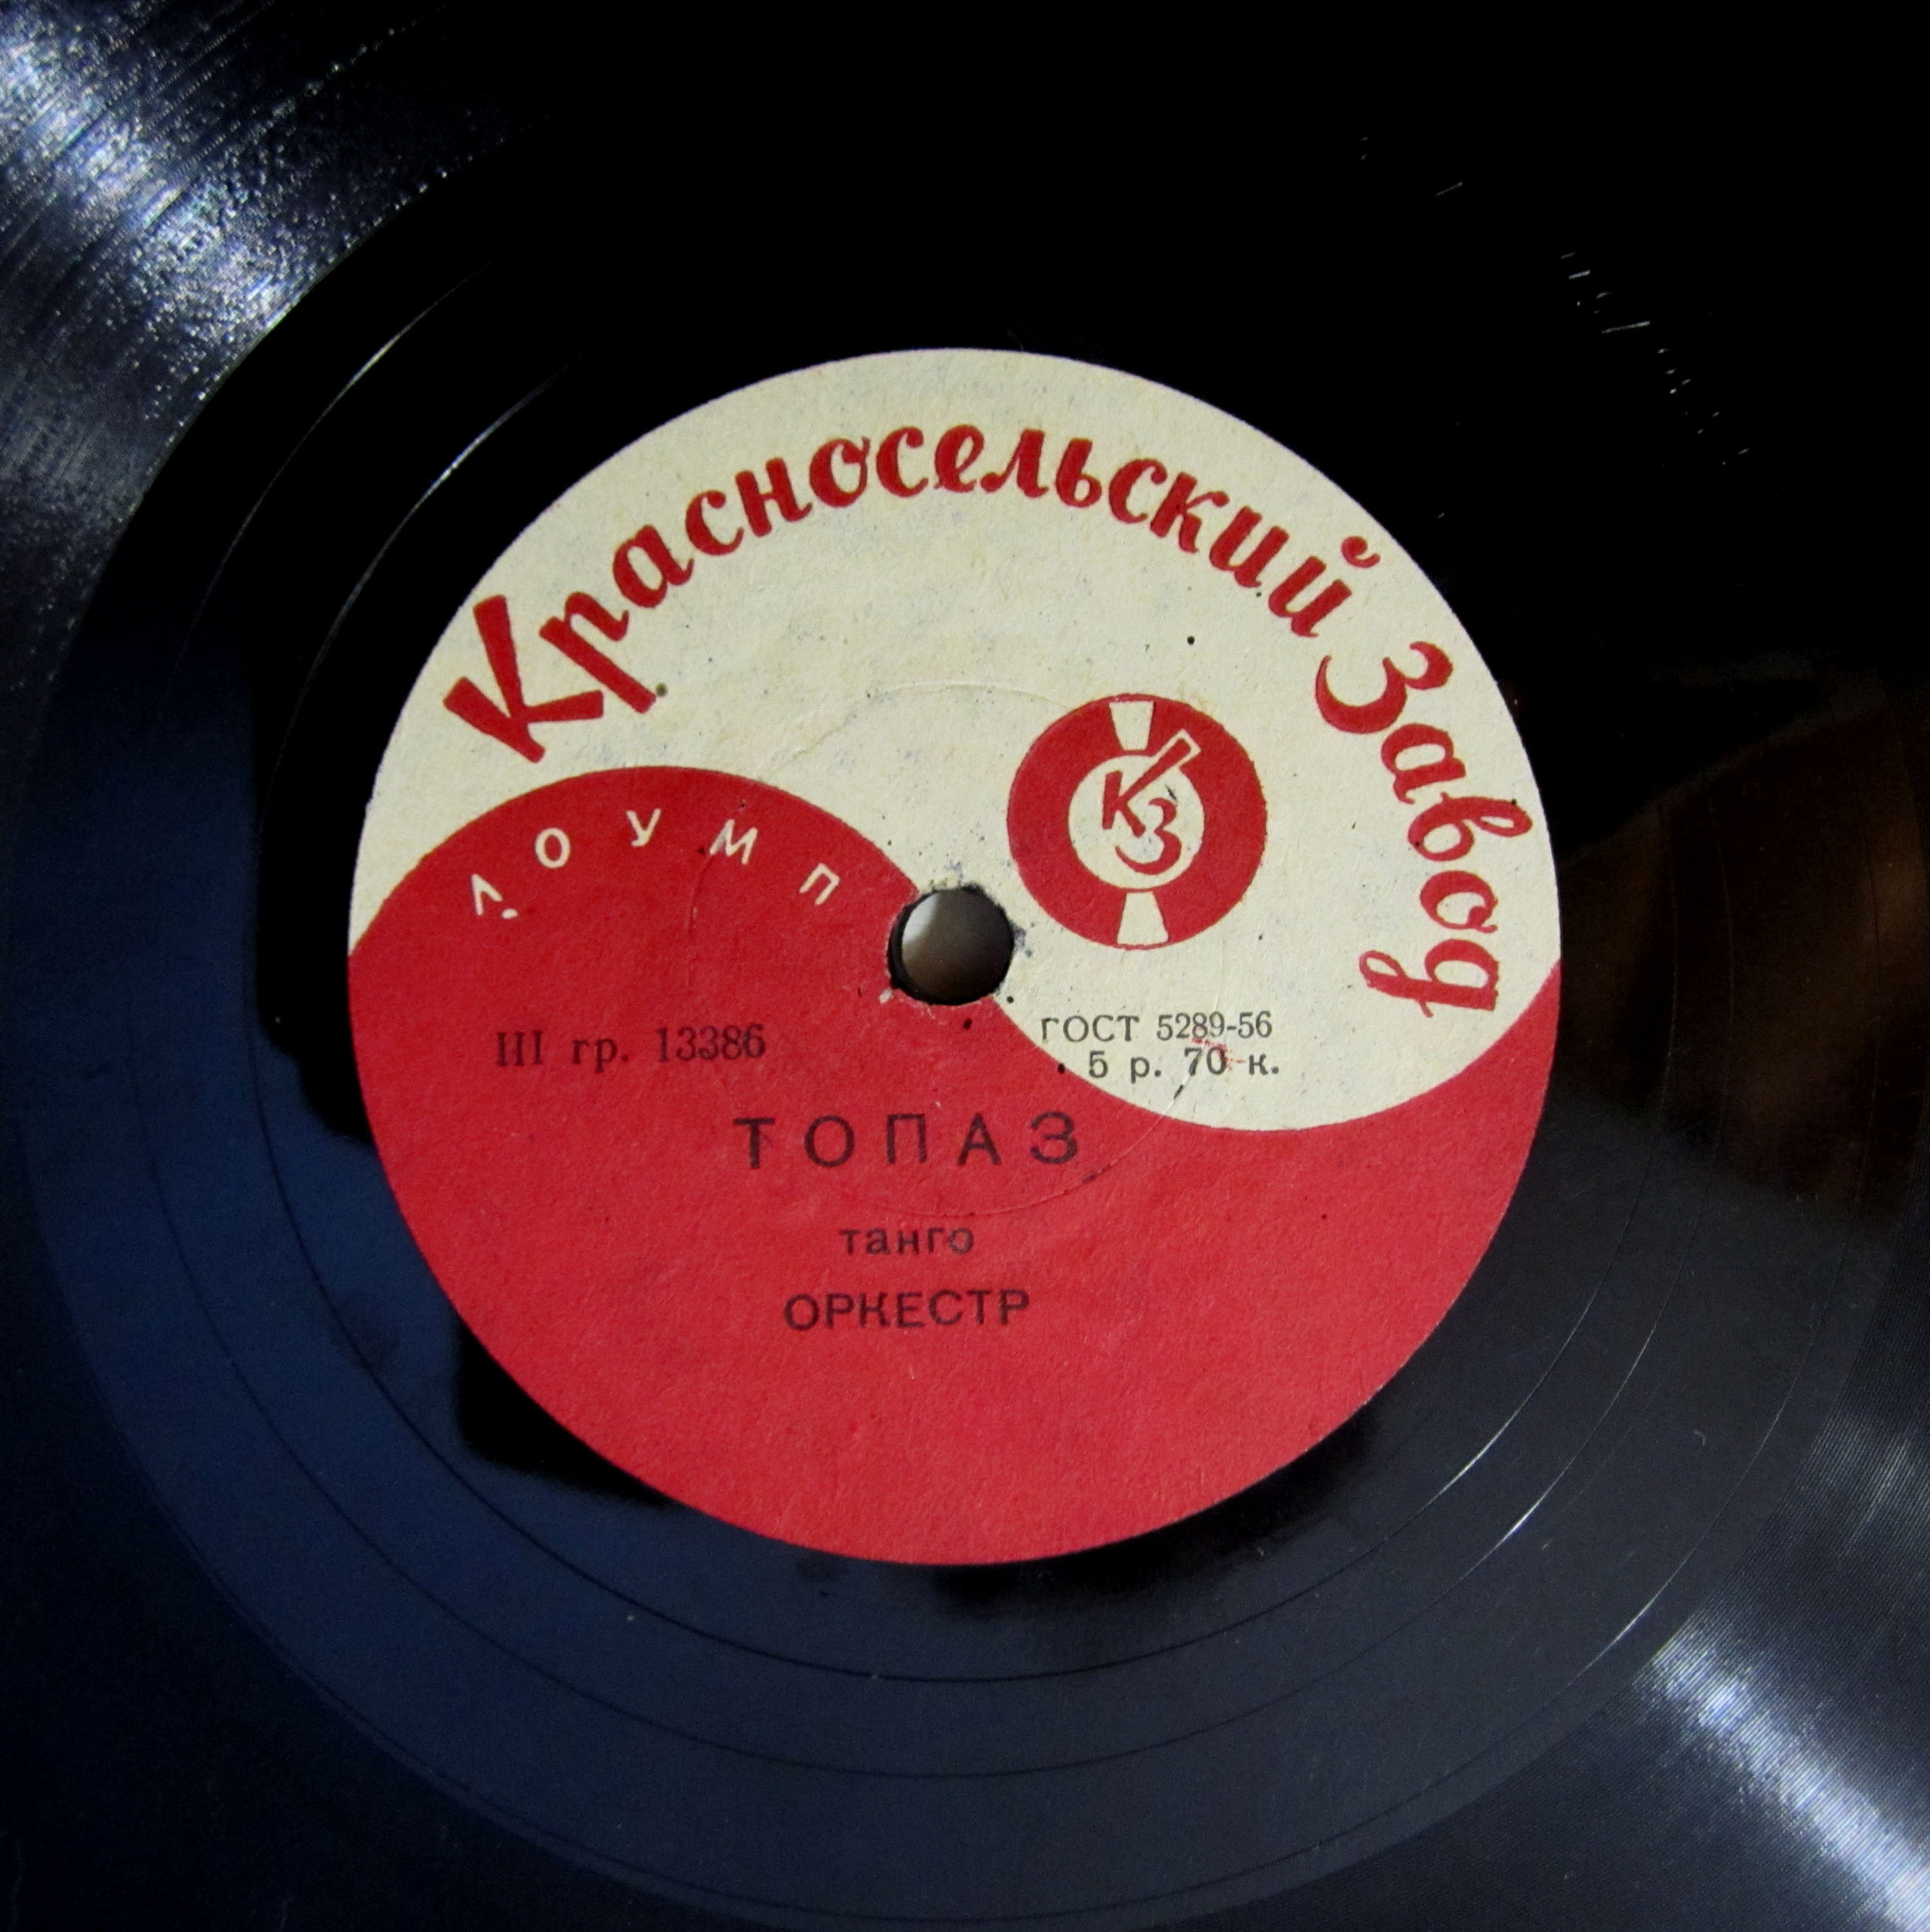 Красносельский Завод
КЗ
ЛОУМП
III гр. 13386
ГОСТ 5289-56
5 р. 70 к.
ТОПАЗ
танго
ОРКЕСТР